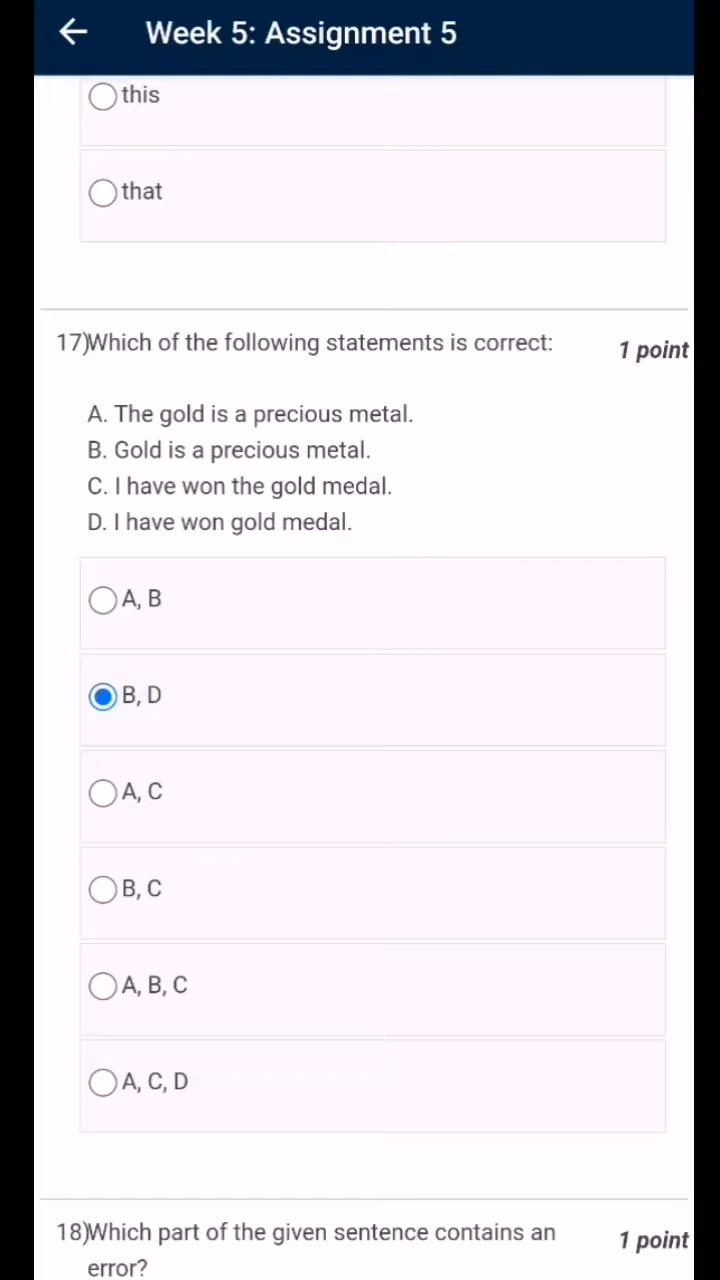 Week 5: Assignment 5
this
that
17)Which of the following statements is correct:
1 point
A. The gold is a precious metal.
B. Gold is a precious metal.
C. I have won the gold medal.
D. I have won gold medal.
A, B
B, D
A, C
B, C
A, B, C
A, C, D
18)Which part of the given sentence contains an
1 point
error?